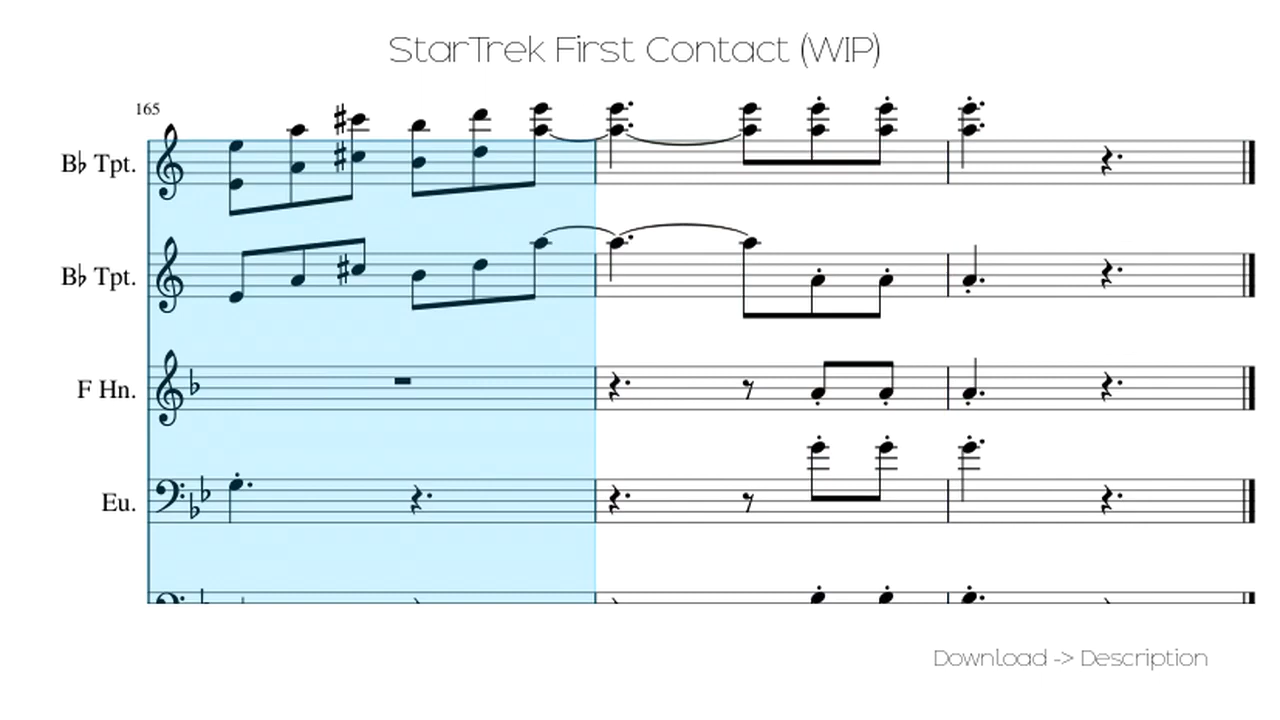 StarTrek First Contact (WIP)
165
B♭ Tpt.
B♭ Tpt.
F Hn.
Eu.
Download -> Description